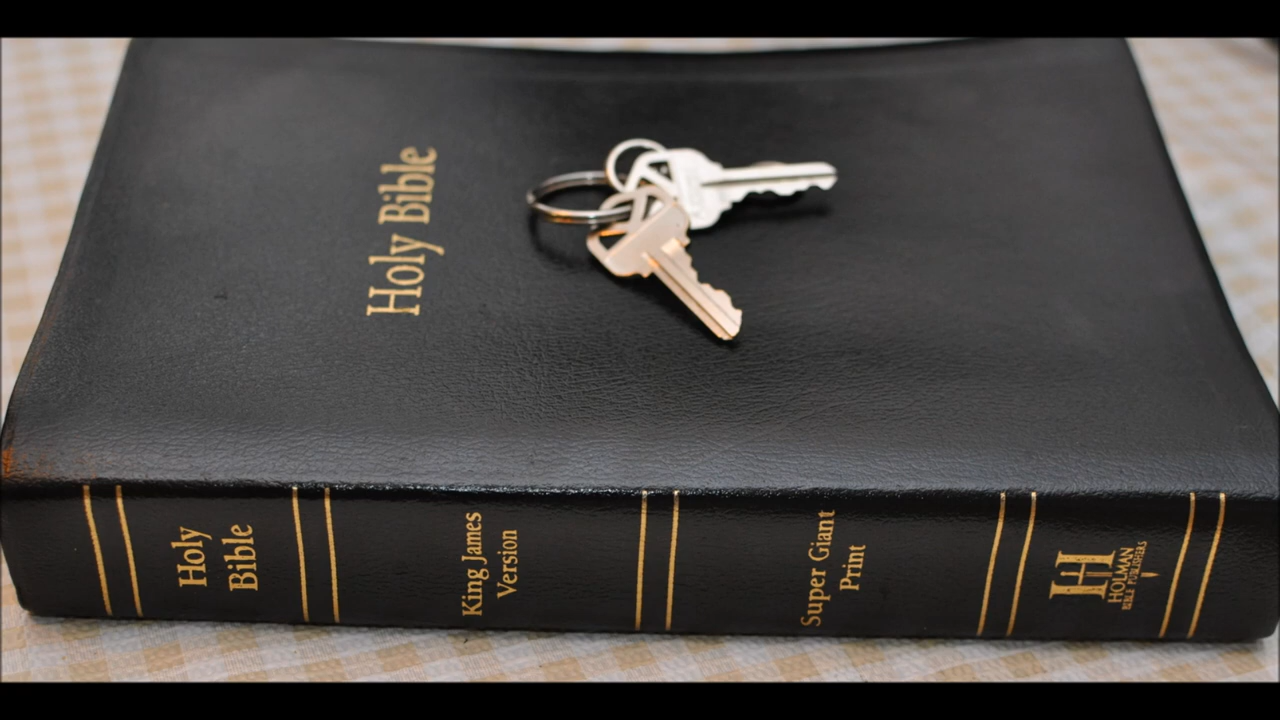 Holy Bible
Holy
Bible
King James
Version
Super Giant
Print
HOLMAN
BIBLE PUBLISHERS